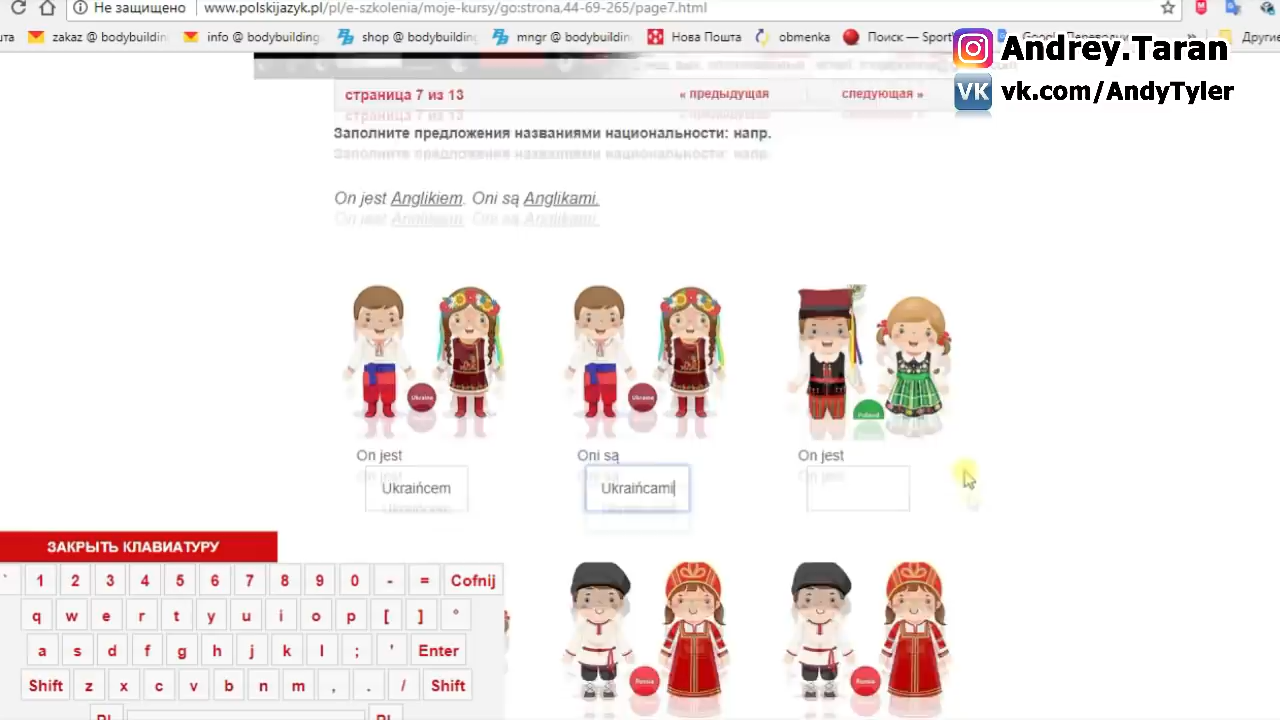 Не защищено www.polskijazyk.pl/pl/e-szkolenia/moje-kursy/go:strona,44-69-265/page7.html
zakaz @ bodybuilding info @ bodybuilding shop @ bodybuilding mngr @ bodybuilding Нова Пошта obmenka Поиск — Sport »
Andrey.Taran
VK vk.com/AndyTyler
страница 7 из 13 « предыдущая следующая »
Заполните предложения названиями национальности: напр.
On jest Anglikiem. Oni są Anglikami.
Ukraine Ukraine Poland
On jest Oni są On jest
Ukraińcem Ukraińcami
ЗАКРЫТЬ КЛАВИАТУРУ
` 1 2 3 4 5 6 7 8 9 0 - = Cofnij
q w e r t y u i o p [ ] °
a s d f g h j k l ; ' Enter
Shift z x c v b n m , . / Shift
Russia Russia